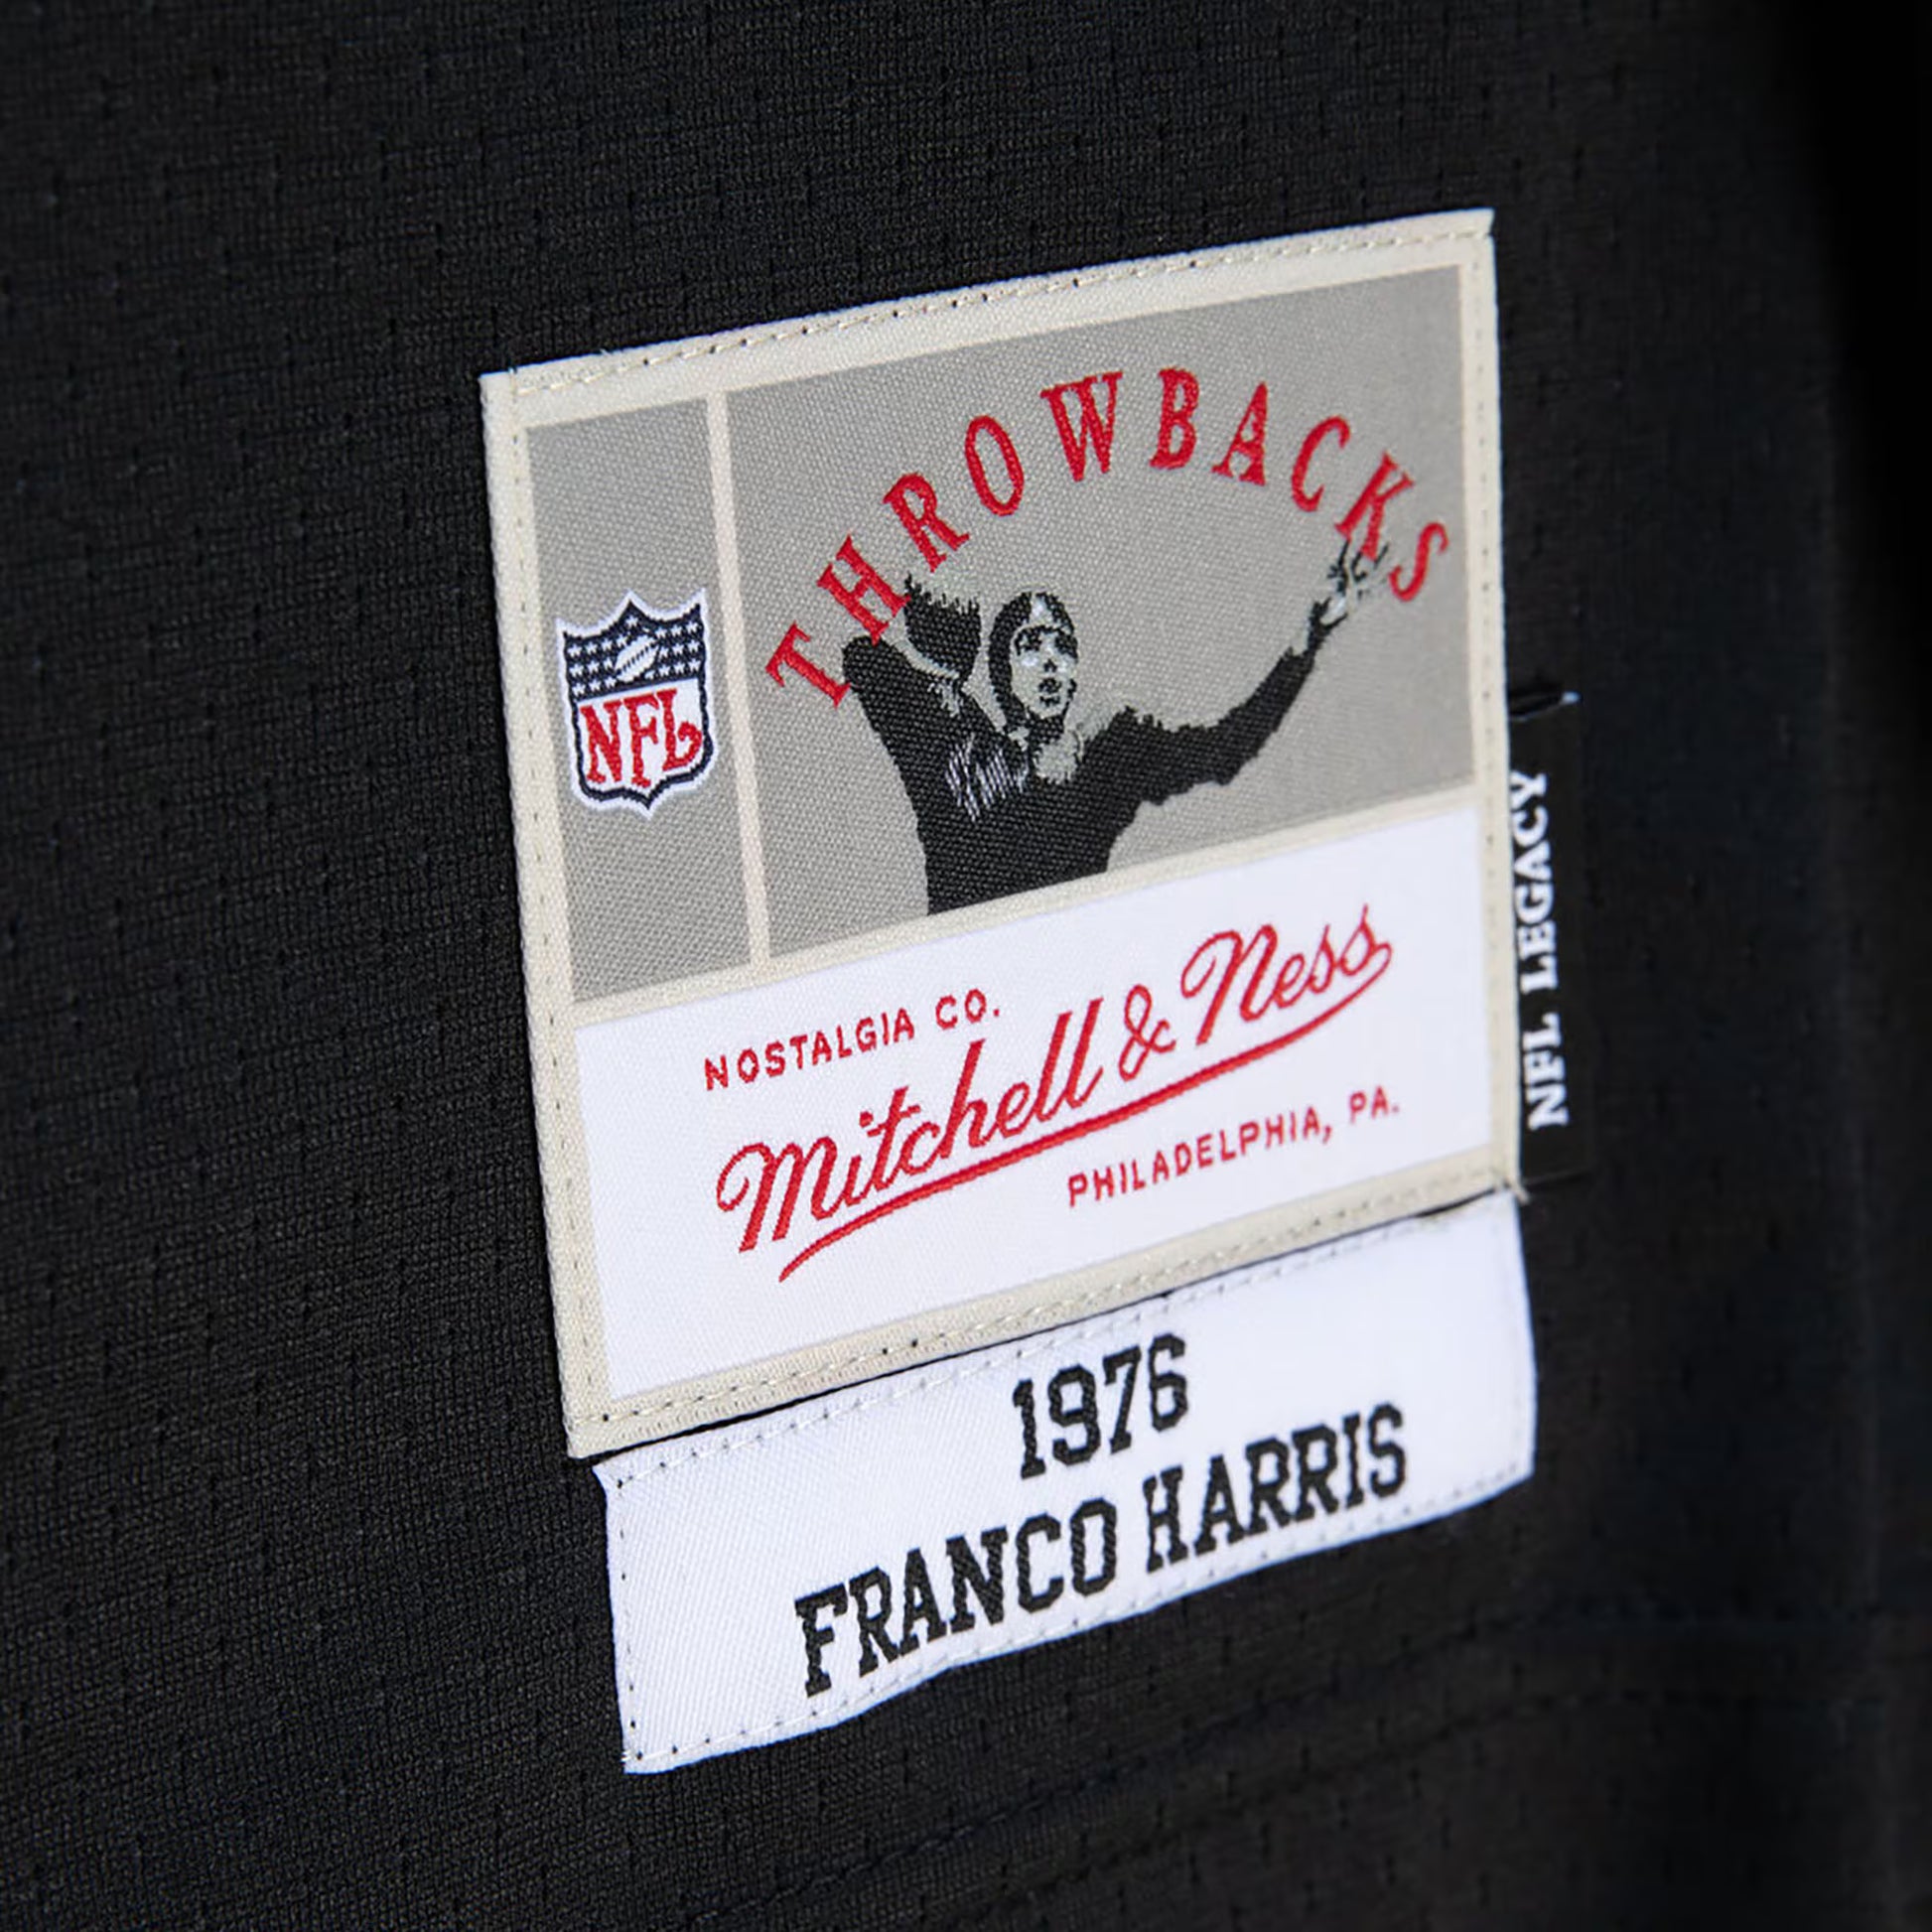 THROWBACKS
NFL
NOSTALGIA CO.
Mitchell & Ness
PHILADELPHIA, PA.
NFL LEGACY
1976
FRANCO HARRIS